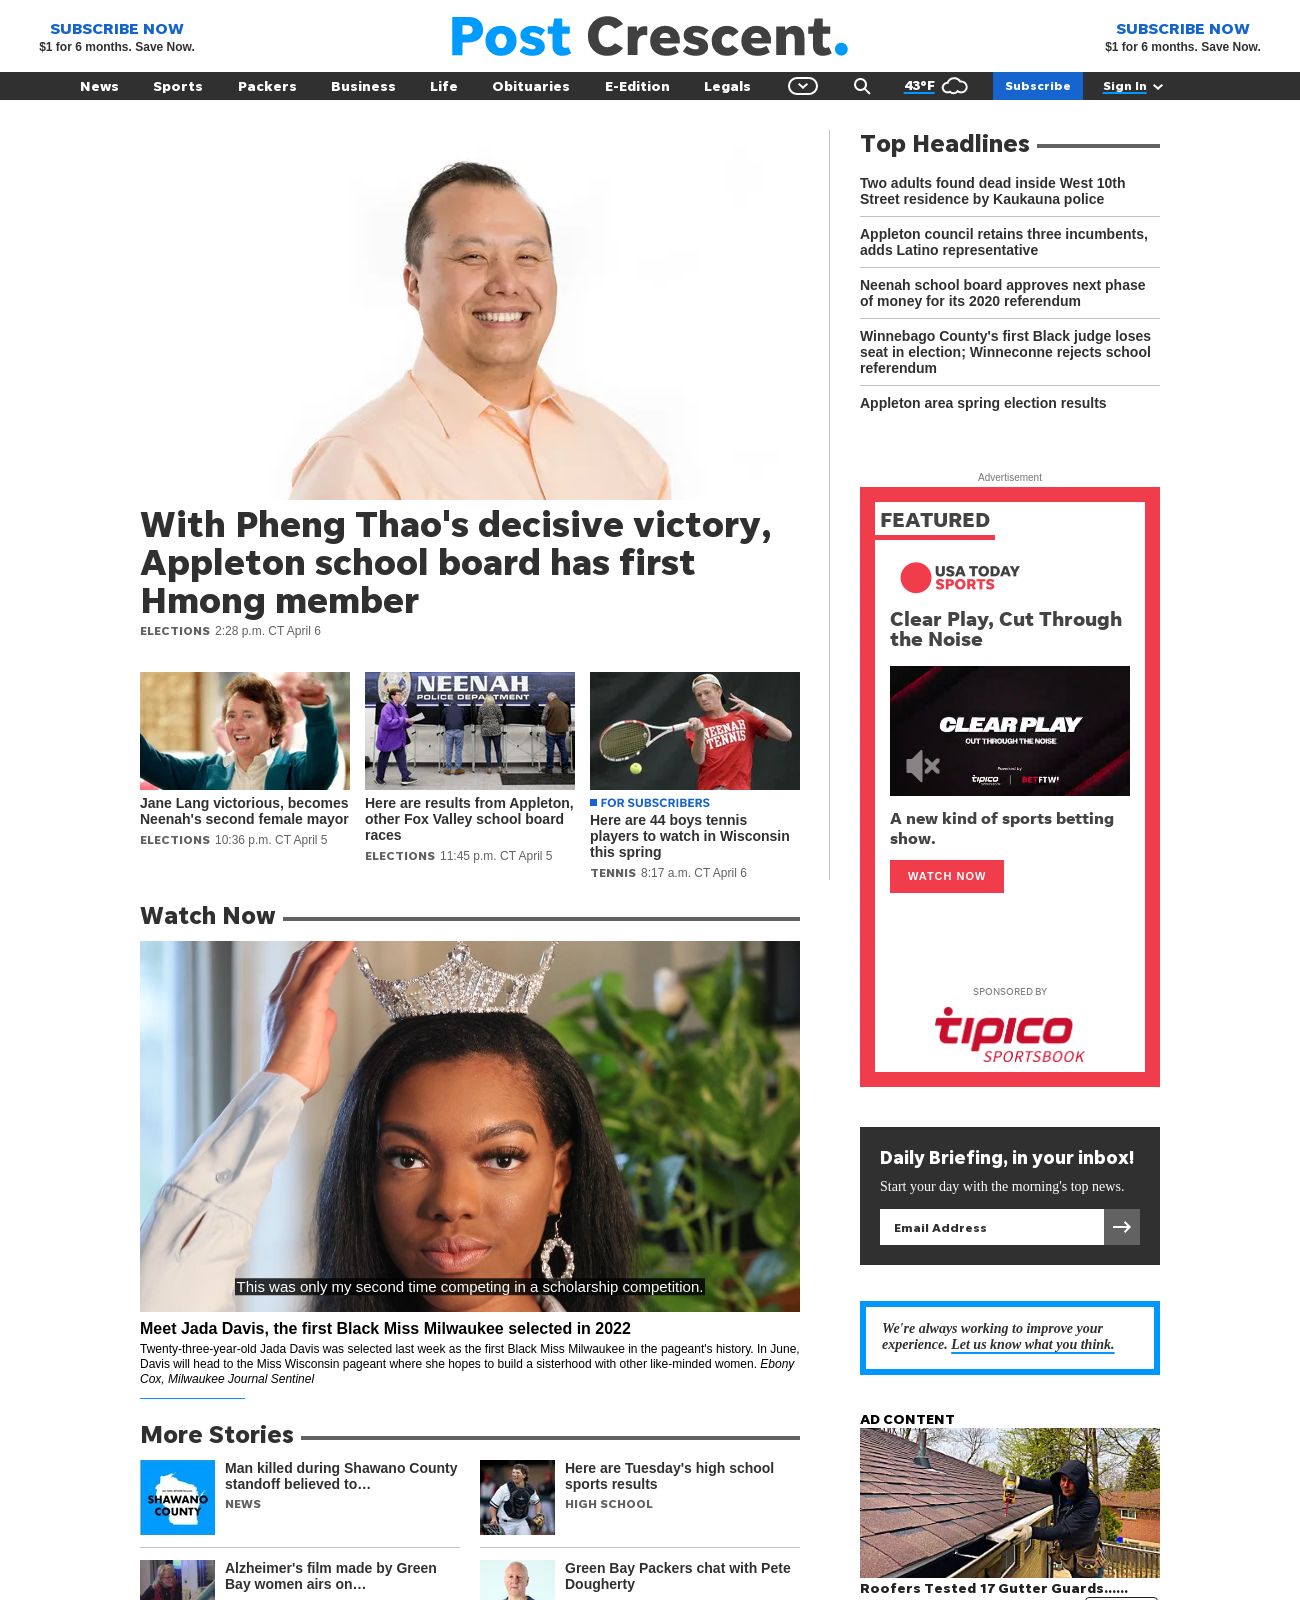 SUBSCRIBE NOW
$1 for 6 months. Save Now.
Post Crescent.
SUBSCRIBE NOW
$1 for 6 months. Save Now.
News Sports Packers Business Life Obituaries E-Edition Legals 43°F Subscribe Sign In
With Pheng Thao's decisive victory,
Appleton school board has first
Hmong member
ELECTIONS 2:28 p.m. CT April 6
NEENAH
POLICE DEPARTMENT
NEENAH
TENNIS
Jane Lang victorious, becomes
Neenah's second female mayor
ELECTIONS 10:36 p.m. CT April 5
Here are results from Appleton,
other Fox Valley school board
races
ELECTIONS 11:45 p.m. CT April 5
FOR SUBSCRIBERS
Here are 44 boys tennis
players to watch in Wisconsin
this spring
TENNIS 8:17 a.m. CT April 6
Watch Now
This was only my second time competing in a scholarship competition.
Meet Jada Davis, the first Black Miss Milwaukee selected in 2022
Twenty-three-year-old Jada Davis was selected last week as the first Black Miss Milwaukee in the pageant's history. In June,
Davis will head to the Miss Wisconsin pageant where she hopes to build a sisterhood with other like-minded women. Ebony
Cox, Milwaukee Journal Sentinel
More Stories
SHAWANO
COUNTY
Man killed during Shawano County
standoff believed to…
NEWS
Here are Tuesday's high school
sports results
HIGH SCHOOL
Alzheimer's film made by Green
Bay women airs on…
Green Bay Packers chat with Pete
Dougherty
Top Headlines
Two adults found dead inside West 10th
Street residence by Kaukauna police
Appleton council retains three incumbents,
adds Latino representative
Neenah school board approves next phase
of money for its 2020 referendum
Winnebago County's first Black judge loses
seat in election; Winneconne rejects school
referendum
Appleton area spring election results
Advertisement
FEATURED
USA TODAY
SPORTS
Clear Play, Cut Through
the Noise
CLEAR PLAY
CUT THROUGH THE NOISE
Powered by
tipico | BETFTW!
A new kind of sports betting
show.
WATCH NOW
SPONSORED BY
tipico
SPORTSBOOK
Daily Briefing, in your inbox!
Start your day with the morning's top news.
Email Address
We're always working to improve your
experience. Let us know what you think.
AD CONTENT
Roofers Tested 17 Gutter Guards......